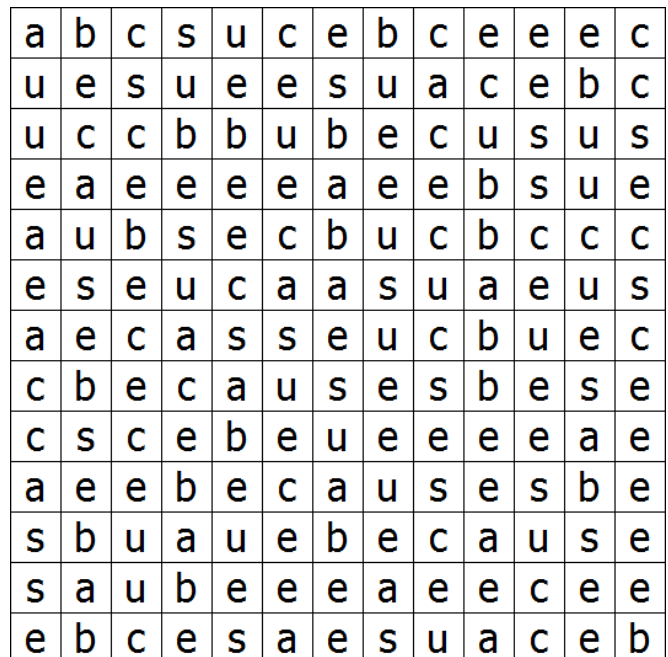 a b c s u c e b c e e e c
u e s u e e s u a c e b c
u c c b b u b e c u s u s
e a e e e e a e e b s u e
a u b s e c b u c b c c c
e s e u c a a s u a e u s
a e c a s s e u c b u e c
c b e c a u s e s b e s e
c s c e b e u e e e e a e
a e e b e c a u s e s b e
s b u a u e b e c a u s e
s a u b e e e a e e c e e
e b c e s a e s u a c e b